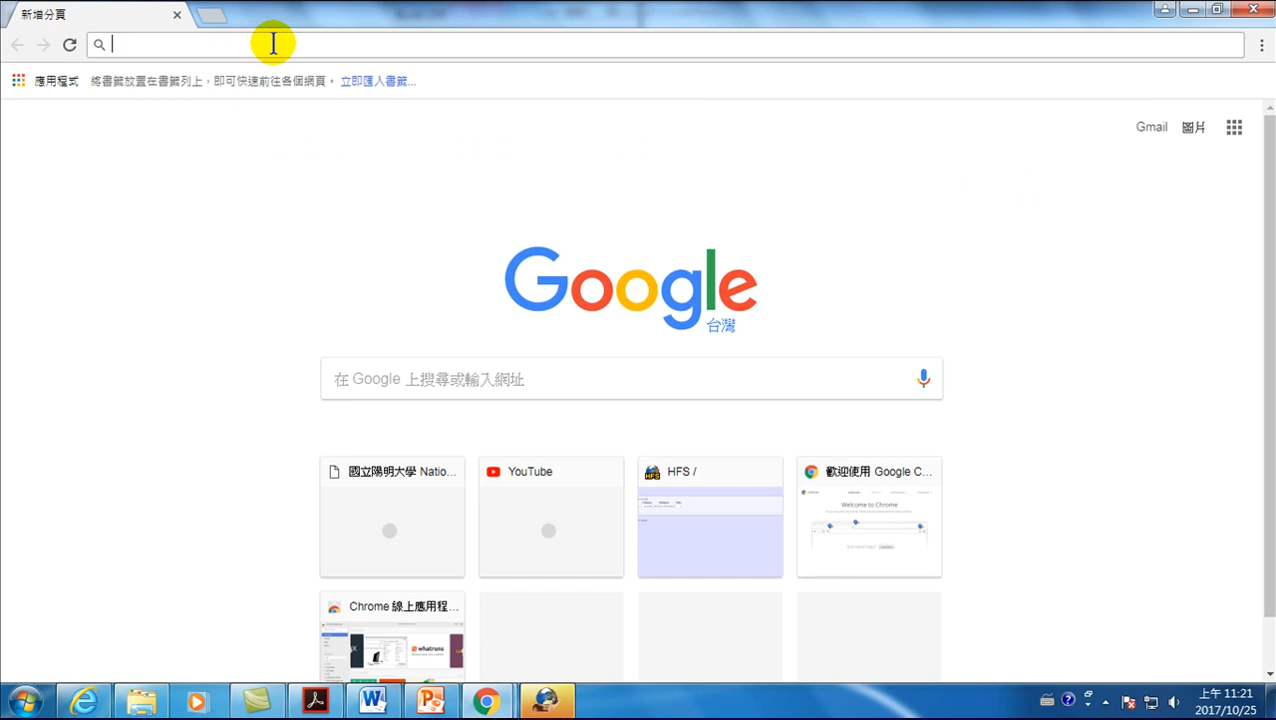 新增分頁
應用程式 將書籤放置在書籤列上，即可快速前往各個網頁。 立即匯入書籤...
Gmail 圖片
Google
台灣
在 Google 上搜尋或輸入網址
國立陽明大學 Natio... YouTube HFS / 歡迎使用 Google C...
Welcome to Chrome
Chrome 線上應用程...
whatruns
上午 11:21
2017/10/25